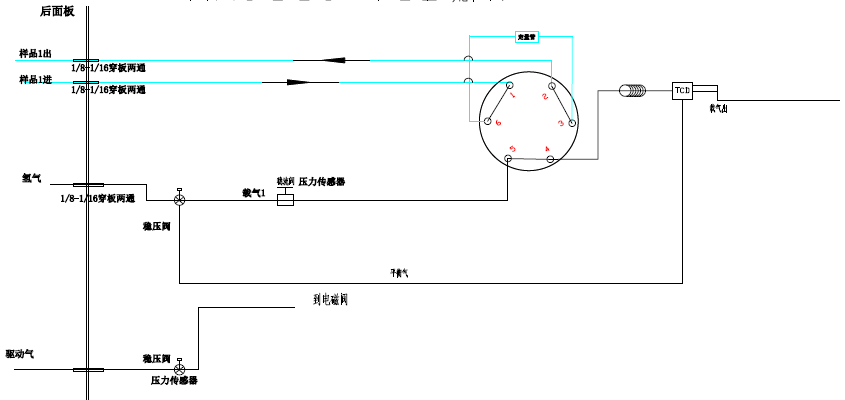 后面板
定量管
样品1出
1/8-1/16穿板两通
样品1进
1/8-1/16穿板两通
1
2
TCD
载气出
6
3
5
4
氢气
稳流阀
压力传感器
载气1
1/8-1/16穿板两通
稳压阀
平衡气
到电磁阀
驱动气
稳压阀
压力传感器